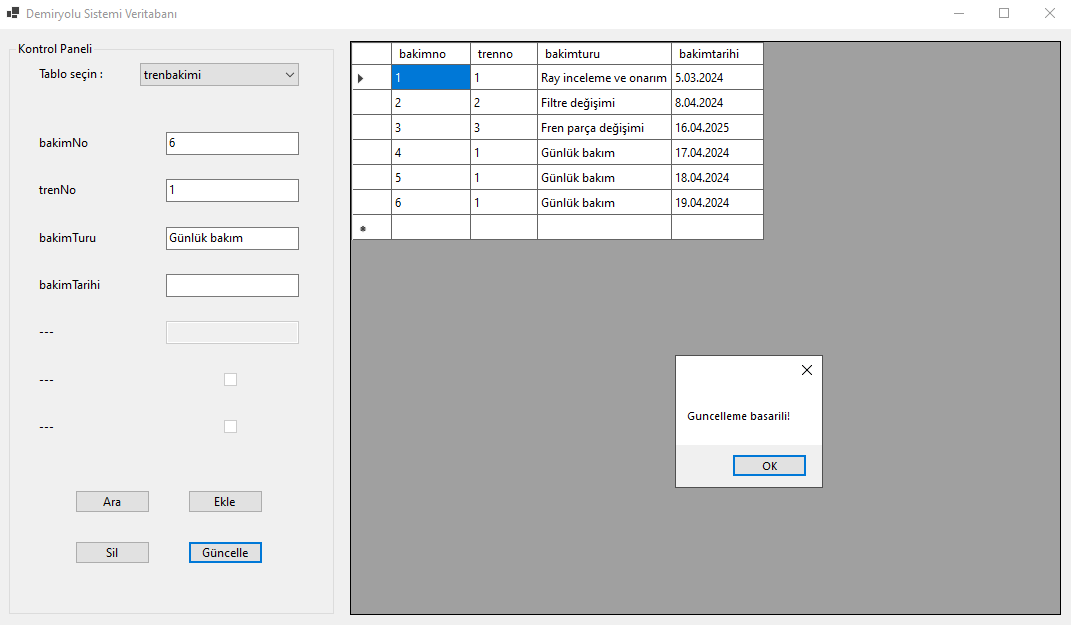 Demiryolu Sistemi Veritabanı
Kontrol Paneli
Tablo seçin :
trenbakimi
bakimNo
6
trenNo
1
bakimTuru
Günlük bakım
bakimTarihi
---
---
---
Ara
Ekle
Sil
Güncelle
bakimno trenno bakimturu bakimtarihi
1 1 Ray inceleme ve onarım 5.03.2024
2 2 Filtre değişimi 8.04.2024
3 3 Fren parça değişimi 16.04.2025
4 1 Günlük bakım 17.04.2024
5 1 Günlük bakım 18.04.2024
6 1 Günlük bakım 19.04.2024
Guncelleme basarili!
OK